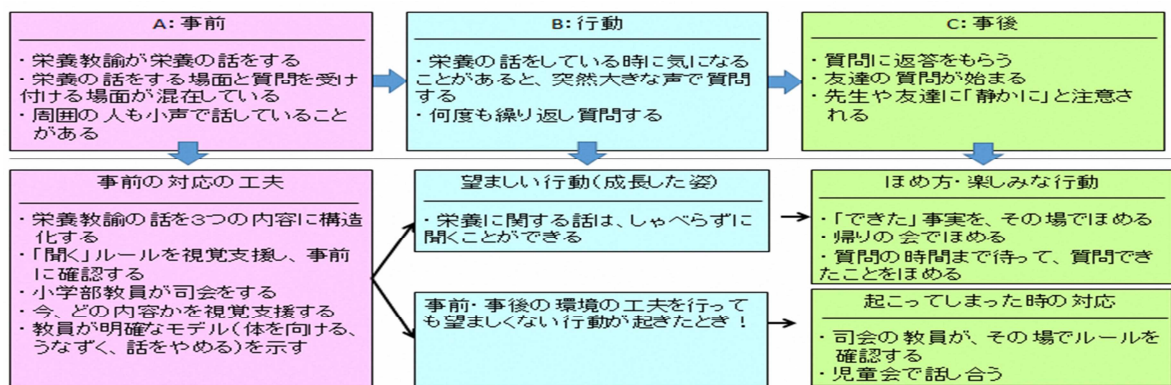 A:事前
・栄養教諭が栄養の話をする
・栄養の話をする場面と質問を受け
付ける場面が混在している
・周囲の人も小声で話していること
がある
B:行動
・栄養の話をしている時に気になる
ことがあると、突然大きな声で質問
する
・何度も繰り返し質問する
C:事後
・質問に返答をもらう
・友達の質問が始まる
・先生や友達に「静かに」と注意さ
れる
事前の対応の工夫
・栄養教諭の話を3つの内容に構造
化する
・「聞く」ルールを視覚支援し、事前
に確認する
・小学部教員が司会をする
・今、どの内容かを視覚支援する
・教員が明確なモデル(体を向ける、
うなずく、話をやめる)を示す
望ましい行動(成長した姿)
・栄養に関する話は、しゃべらずに
聞くことができる
事前・事後の環境の工夫を行って
も望ましくない行動が起きたとき!
ほめ方・楽しみな行動
・「できた」事実を、その場でほめる
・帰りの会でほめる
・質問の時間まで待って、質問でき
たことをほめる
起こってしまった時の対応
・司会の教員が、その場でルールを
確認する
・児童会で話し合う